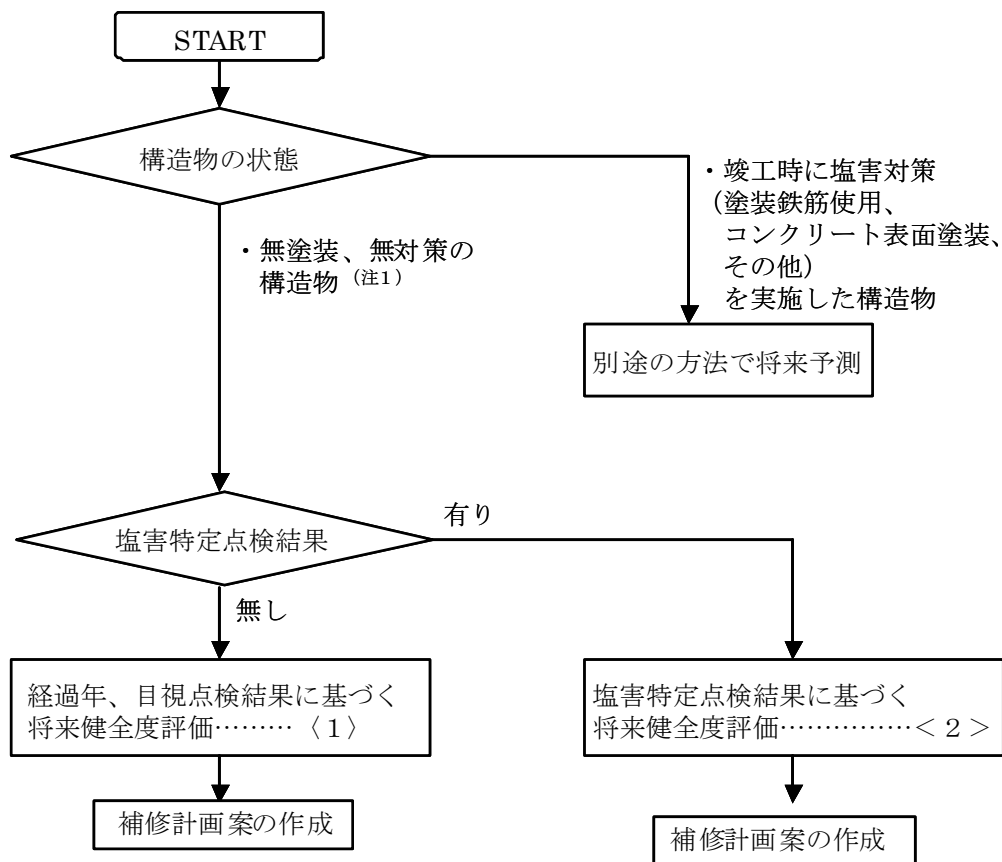 START
構造物の状態
・竣工時に塩害対策
（塗装鉄筋使用、
コンクリート表面塗装、
その他）
を実施した構造物
・無塗装、無対策の
構造物（注１）
別途の方法で将来予測
塩害特定点検結果
有り
無し
経過年、目視点検結果に基づく
将来健全度評価………〈１〉
塩害特定点検結果に基づく
将来健全度評価……………＜２＞
補修計画案の作成
補修計画案の作成